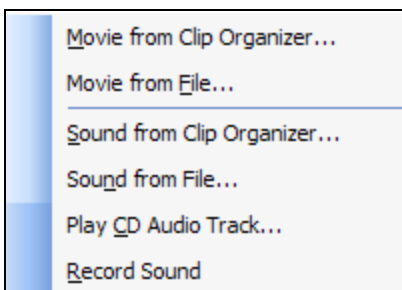 Movie from Clip Organizer...
Movie from File...
Sound from Clip Organizer...
Sound from File...
Play CD Audio Track...
Record Sound